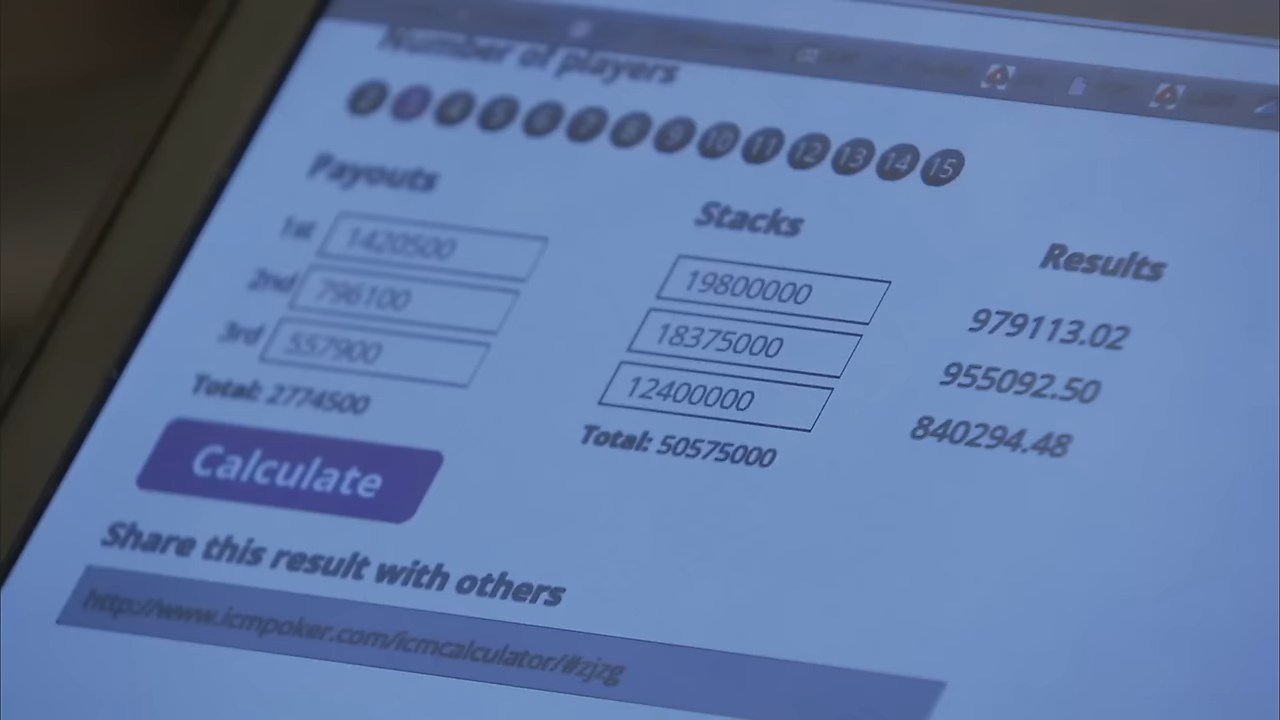 Number of players
2 3 4 5 6 7 8 9 10 11 12 13 14 15
Payouts
1st 1420500
2nd 796100
3rd 557900
Total: 2774500
Calculate
Stacks
19800000
18375000
12400000
Total: 50575000
Results
979113.02
955092.50
840294.48
Share this result with others
http://www.icmpoker.com/icmcalculator/#zjzg